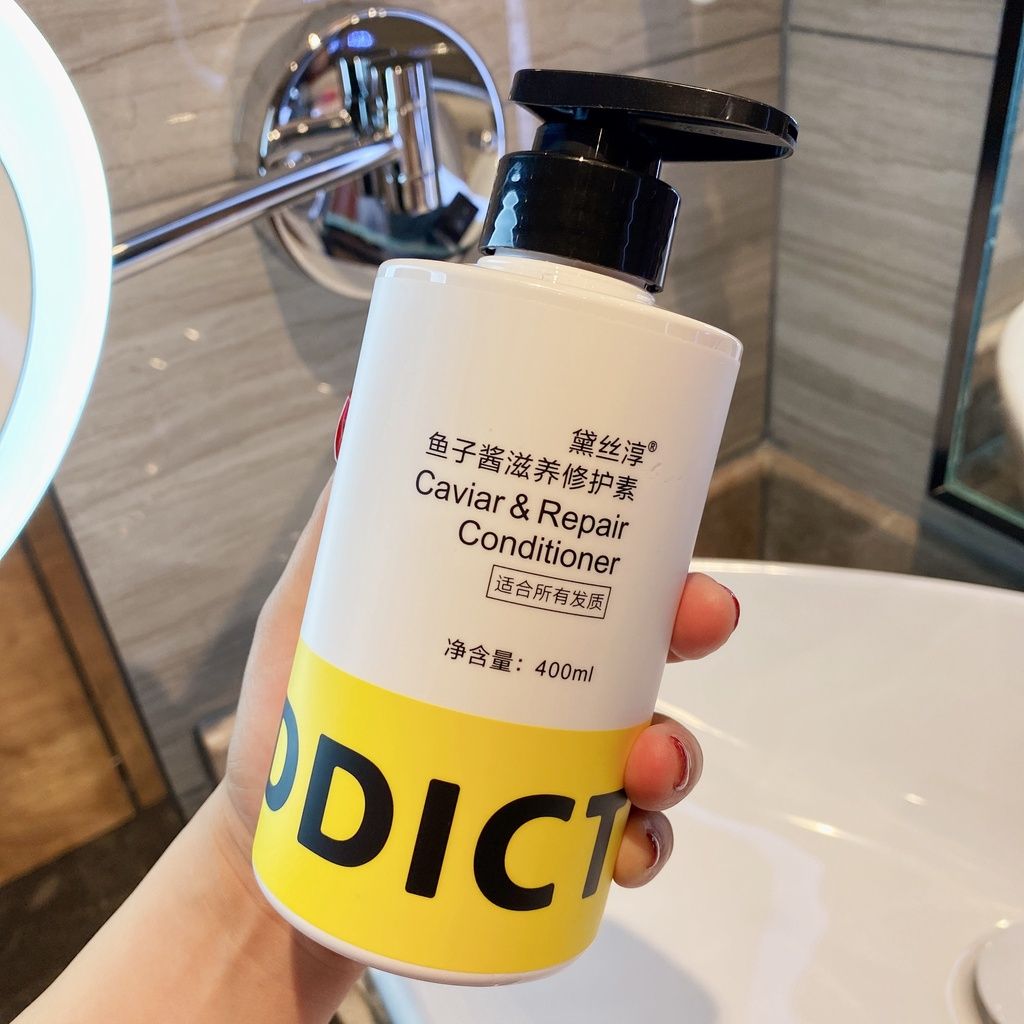 黛丝淳®
鱼子酱滋养修护素
Caviar & Repair
Conditioner
适合所有发质
净含量：400ml
DDICT